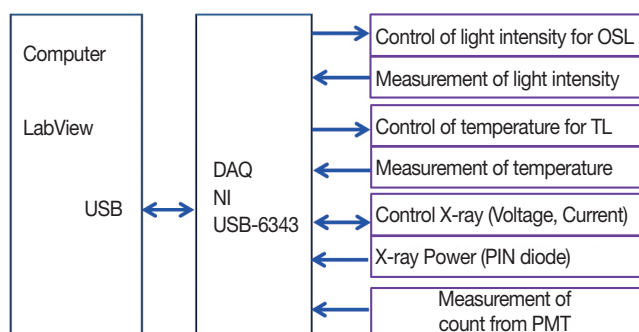 Computer
LabView
USB
DAQ
NI
USB-6343
Control of light intensity for OSL
Measurement of light intensity
Control of temperature for TL
Measurement of temperature
Control X-ray (Voltage, Current)
X-ray Power (PIN diode)
Measurement of
count from PMT